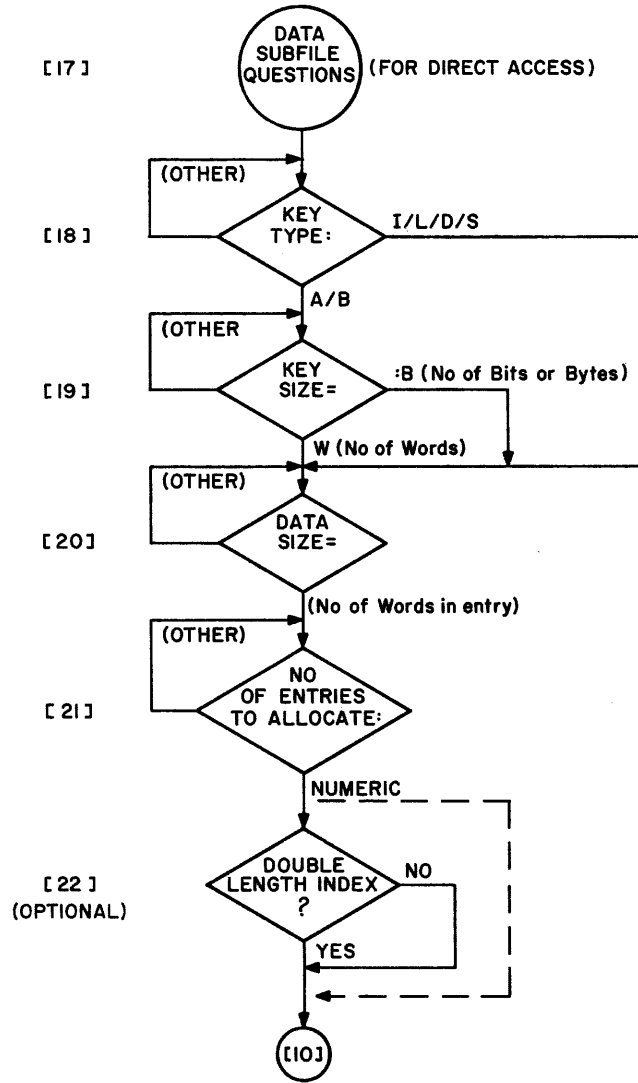 DATA
SUBFILE
[17] QUESTIONS (FOR DIRECT ACCESS)
(OTHER)
KEY
[18] TYPE: I/L/D/S
A/B
(OTHER
KEY
[19] SIZE= :B (No of Bits or Bytes)
W (No of Words)
(OTHER)
DATA
[20] SIZE=
(No of Words in entry)
(OTHER)
NO
OF ENTRIES
[21] TO ALLOCATE:
NUMERIC
DOUBLE NO
[22] LENGTH INDEX
(OPTIONAL) ?
YES
[10]